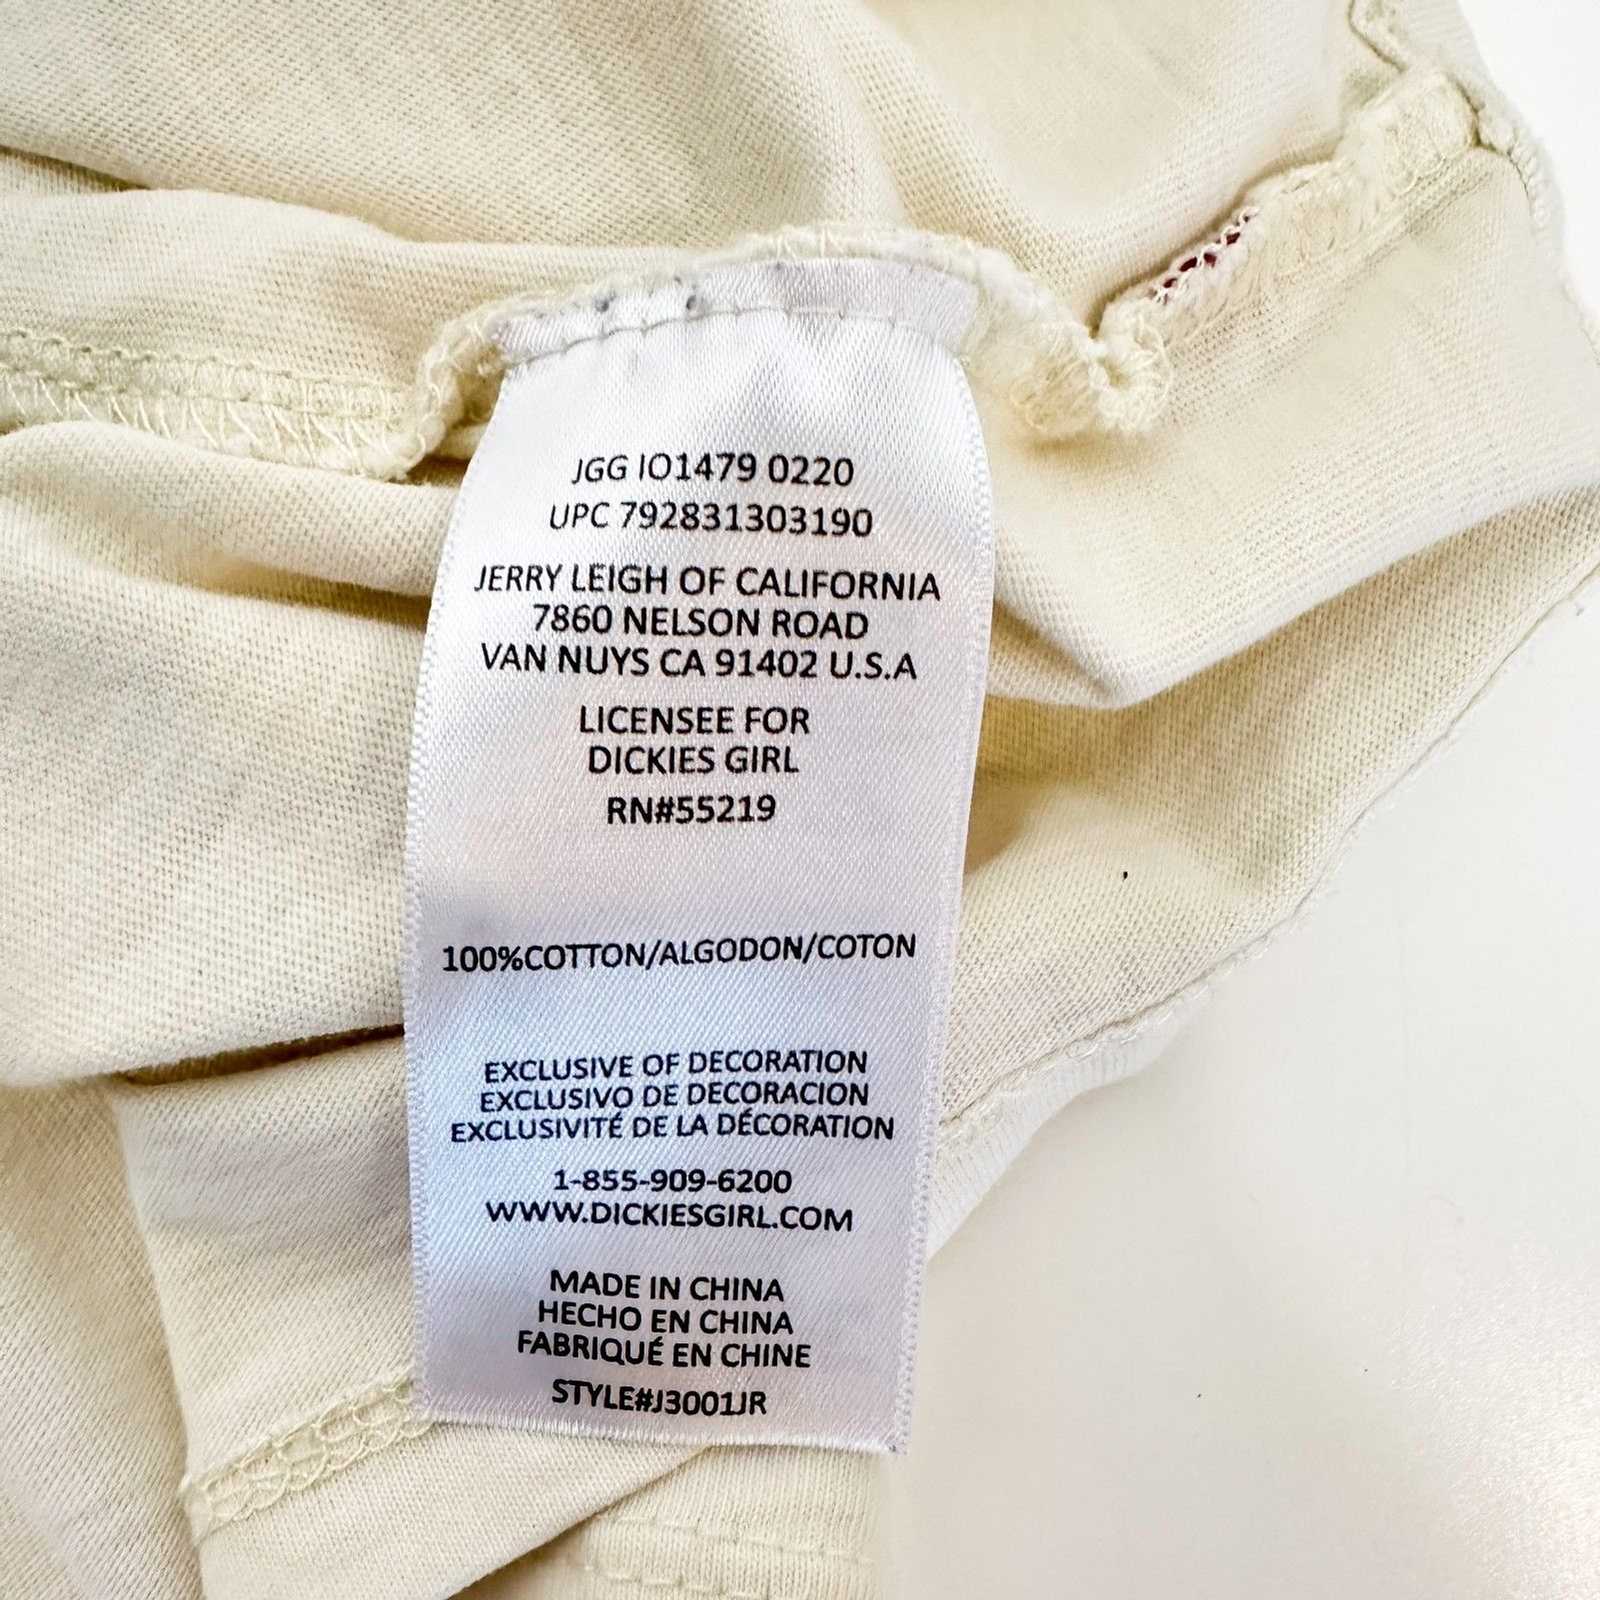 JGG IO1479 0220
UPC 792831303190
JERRY LEIGH OF CALIFORNIA
7860 NELSON ROAD
VAN NUYS CA 91402 U.S.A
LICENSEE FOR
DICKIES GIRL
RN#55219
100%COTTON/ALGODON/COTON
EXCLUSIVE OF DECORATION
EXCLUSIVO DE DECORACION
EXCLUSIVITÉ DE LA DÉCORATION
1-855-909-6200
WWW.DICKIESGIRL.COM
MADE IN CHINA
HECHO EN CHINA
FABRIQUÉ EN CHINE
STYLE#J3001JR